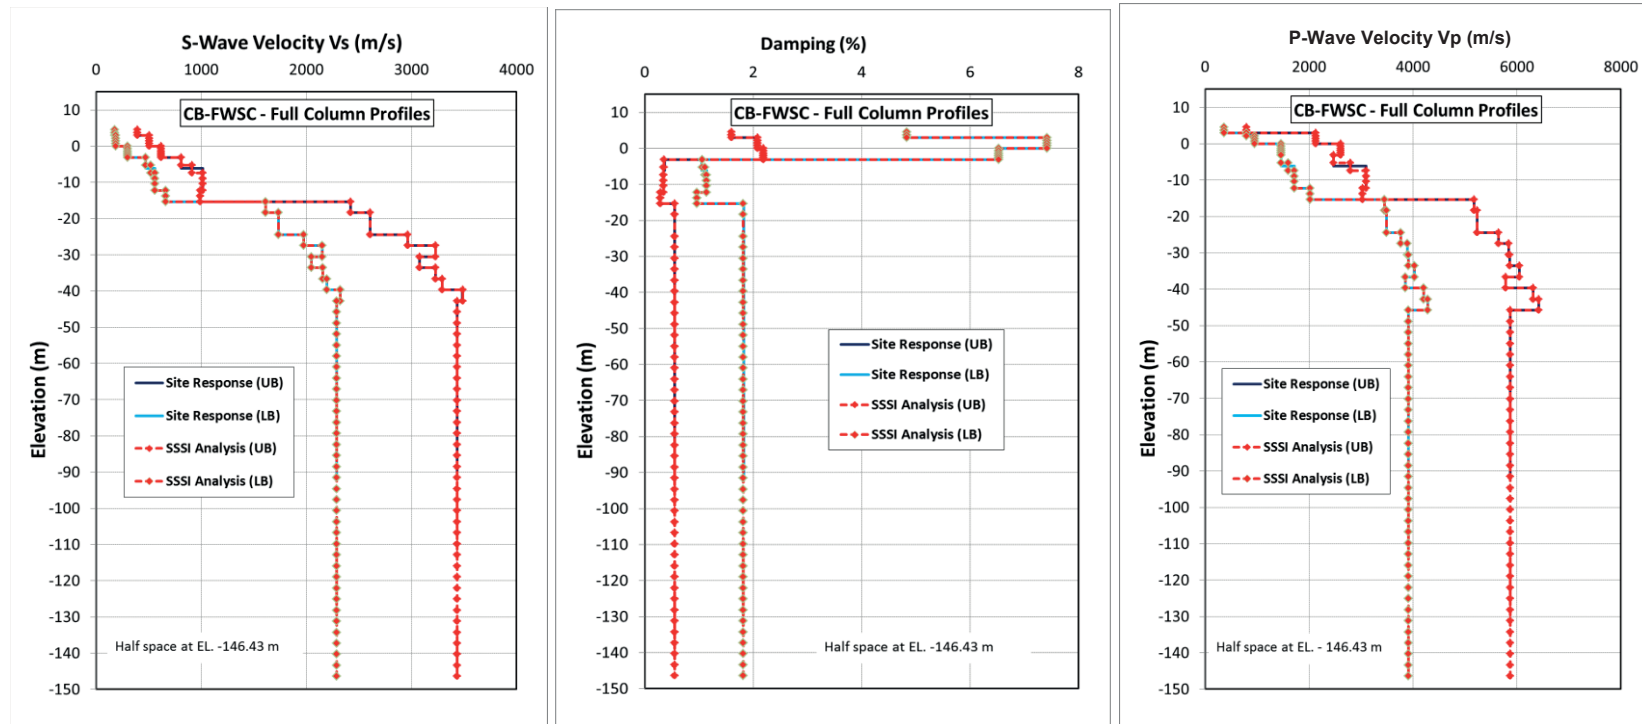 S-Wave Velocity Vs (m/s)
0 1000 2000 3000 4000
10
CB-FWSC - Full Column Profiles
0
-10
-20
-30
-40
-50
-60
-70
-80
-90
-100
-110
-120
-130
-140
-150
Elevation (m)
Site Response (UB)
Site Response (LB)
SSSI Analysis (UB)
SSSI Analysis (LB)
Half space at EL. -146.43 m
Damping (%)
0 2 4 6 8
10
CB-FWSC - Full Column Profiles
0
-10
-20
-30
-40
-50
-60
-70
-80
-90
-100
-110
-120
-130
-140
-150
Elevation (m)
Site Response (UB)
Site Response (LB)
SSSI Analysis (UB)
SSSI Analysis (LB)
Half space at EL. -146.43 m
P-Wave Velocity Vp (m/s)
0 2000 4000 6000 8000
10
CB-FWSC - Full Column Profiles
0
-10
-20
-30
-40
-50
-60
-70
-80
-90
-100
-110
-120
-130
-140
-150
Elevation (m)
Site Response (UB)
Site Response (LB)
SSSI Analysis (UB)
SSSI Analysis (LB)
Half space at EL. - 146.43 m